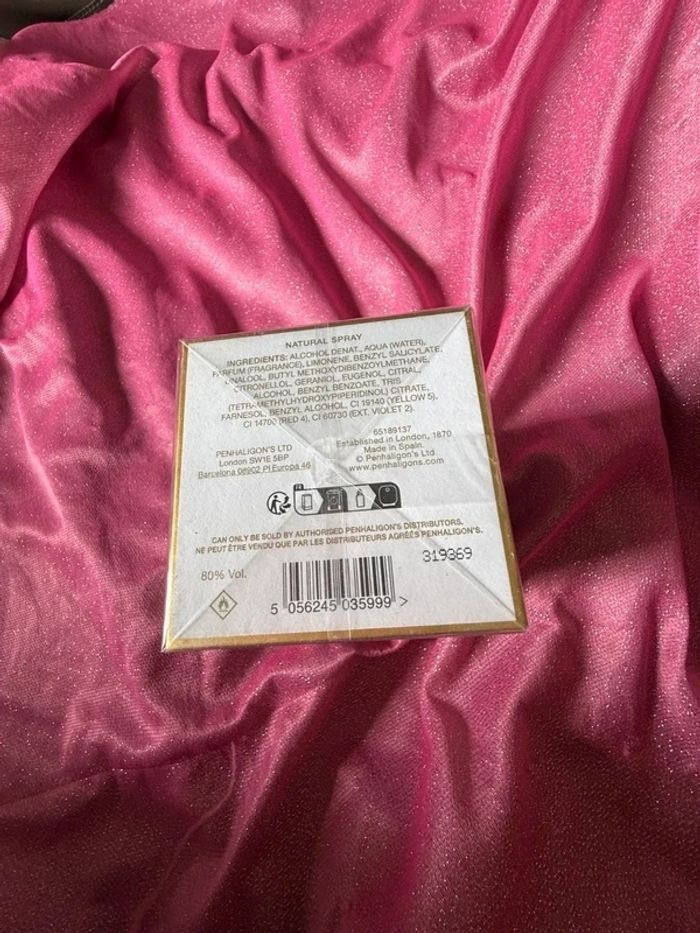 NATURAL SPRAY
INGREDIENTS: ALCOHOL DENAT., AQUA (WATER),
PARFUM (FRAGRANCE), LIMONENE, BENZYL SALICYLATE,
LINALOOL, BUTYL METHOXYDIBENZOYLMETHANE,
CITRONELLOL, GERANIOL, EUGENOL, CITRAL,
ALCOHOL, BENZYL BENZOATE, TRIS
(TETRAMETHYLHYDROXYPIPERIDINOL) CITRATE,
FARNESOL, BENZYL ALCOHOL, CI 19140 (YELLOW 5),
CI 14700 (RED 4), CI 60730 (EXT. VIOLET 2).
PENHALIGON'S LTD
London SW1E 5BP
Barcelona 08902 Pl Europa 46
65189137
Established in London, 1870
Made in Spain.
© Penhaligon's Ltd
www.penhaligons.com
FR
CAN ONLY BE SOLD BY AUTHORISED PENHALIGON'S DISTRIBUTORS.
NE PEUT ÊTRE VENDU QUE PAR LES DISTRIBUTEURS AGRÉÉS PENHALIGON'S.
319369
80% Vol.
5 056245 035999 >